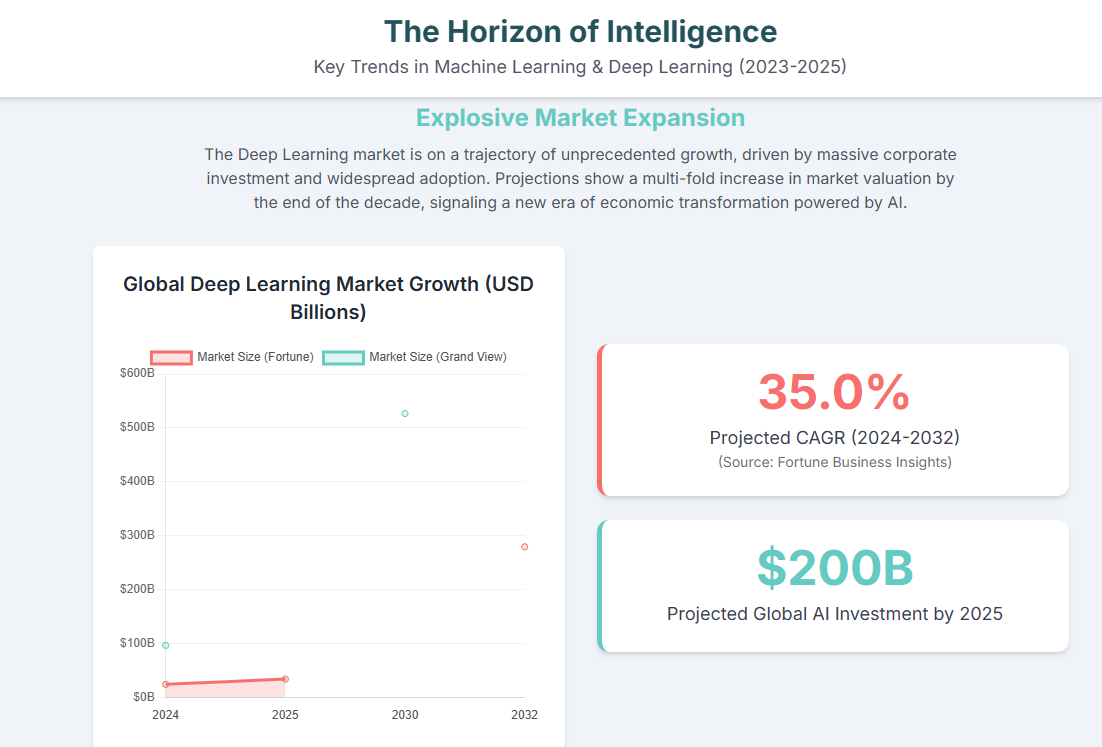 The Horizon of Intelligence
Key Trends in Machine Learning & Deep Learning (2023-2025)
Explosive Market Expansion
The Deep Learning market is on a trajectory of unprecedented growth, driven by massive corporate
investment and widespread adoption. Projections show a multi-fold increase in market valuation by
the end of the decade, signaling a new era of economic transformation powered by AI.
Global Deep Learning Market Growth (USD
Billions)
Market Size (Fortune) Market Size (Grand View)
$600B
$500B
$400B
$300B
$200B
$100B
$0B
2024 2025 2030 2032
35.0%
Projected CAGR (2024-2032)
(Source: Fortune Business Insights)
$200B
Projected Global AI Investment by 2025